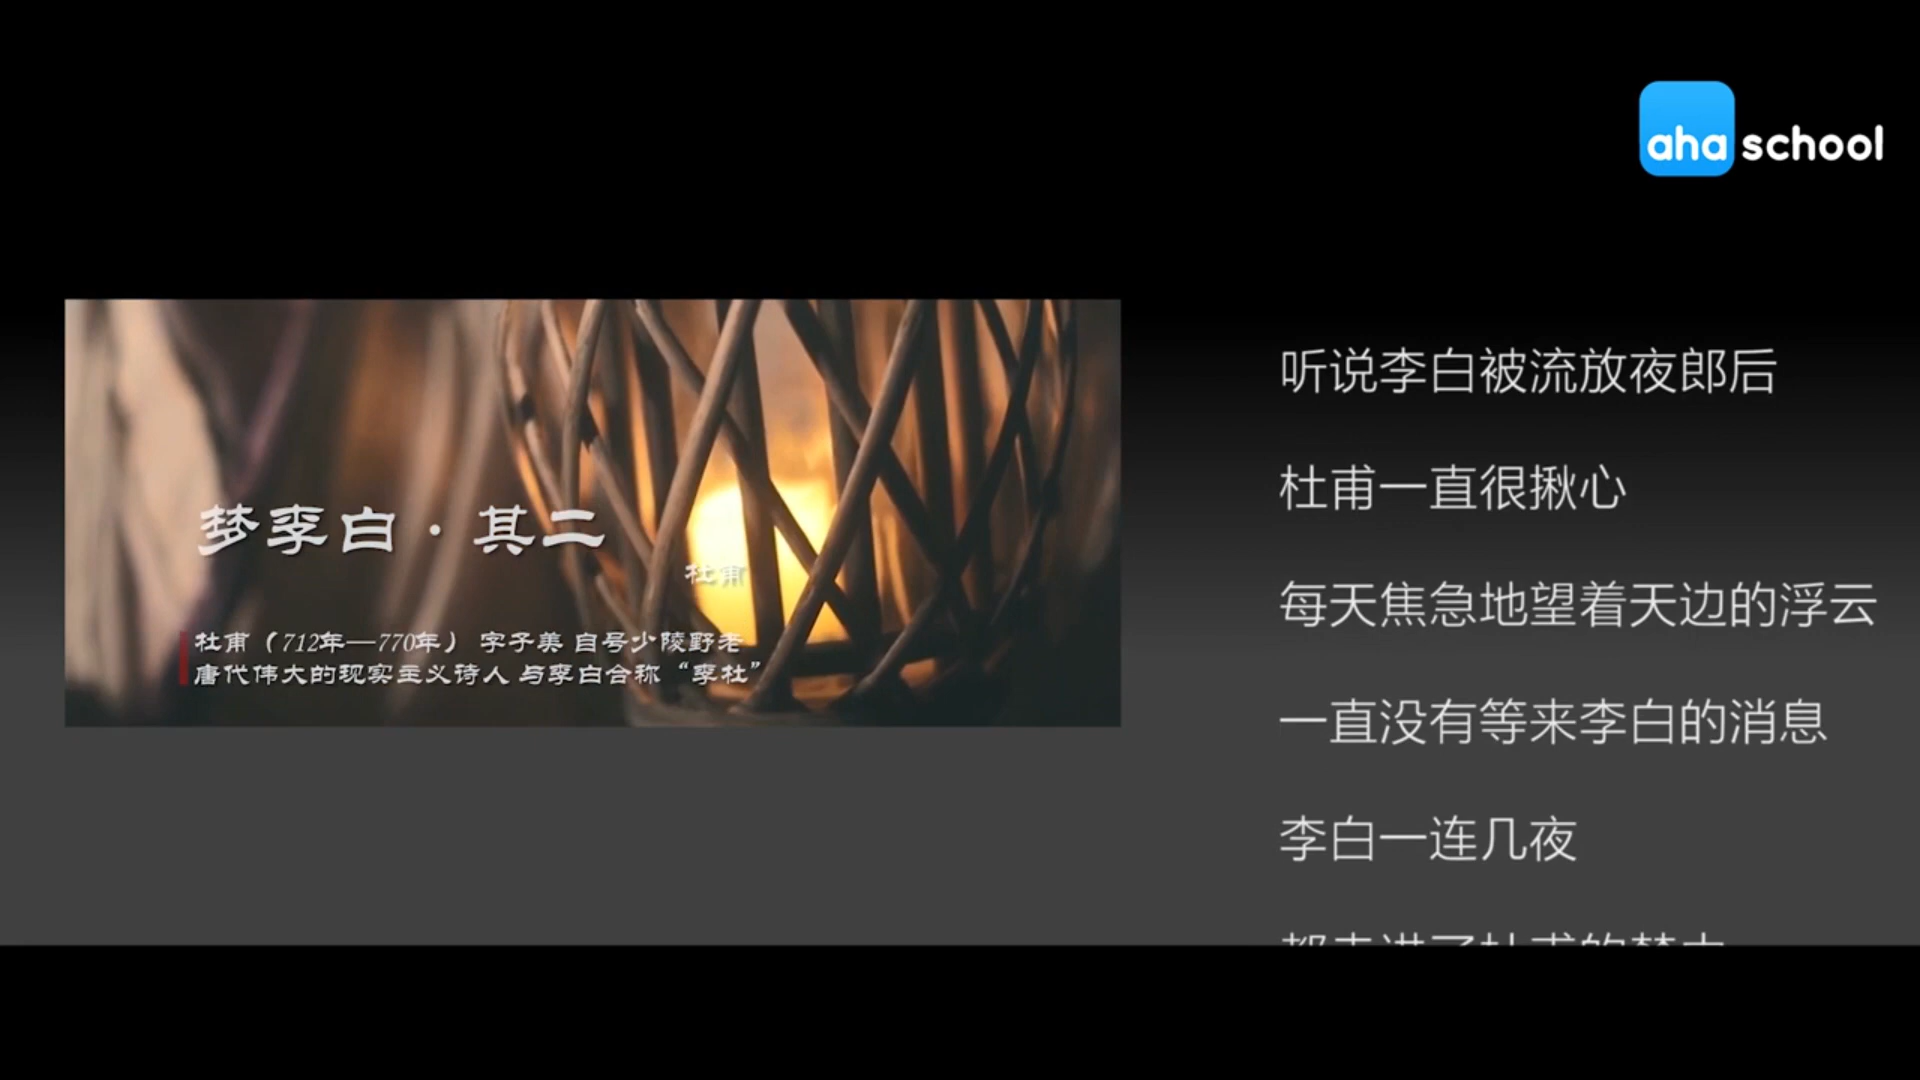 aha school
梦李白·其二
杜甫
杜甫（712年—770年） 字子美 自号少陵野老
唐代伟大的现实主义诗人 与李白合称“李杜”
听说李白被流放夜郎后
杜甫一直很揪心
每天焦急地望着天边的浮云
一直没有等来李白的消息
李白一连几夜